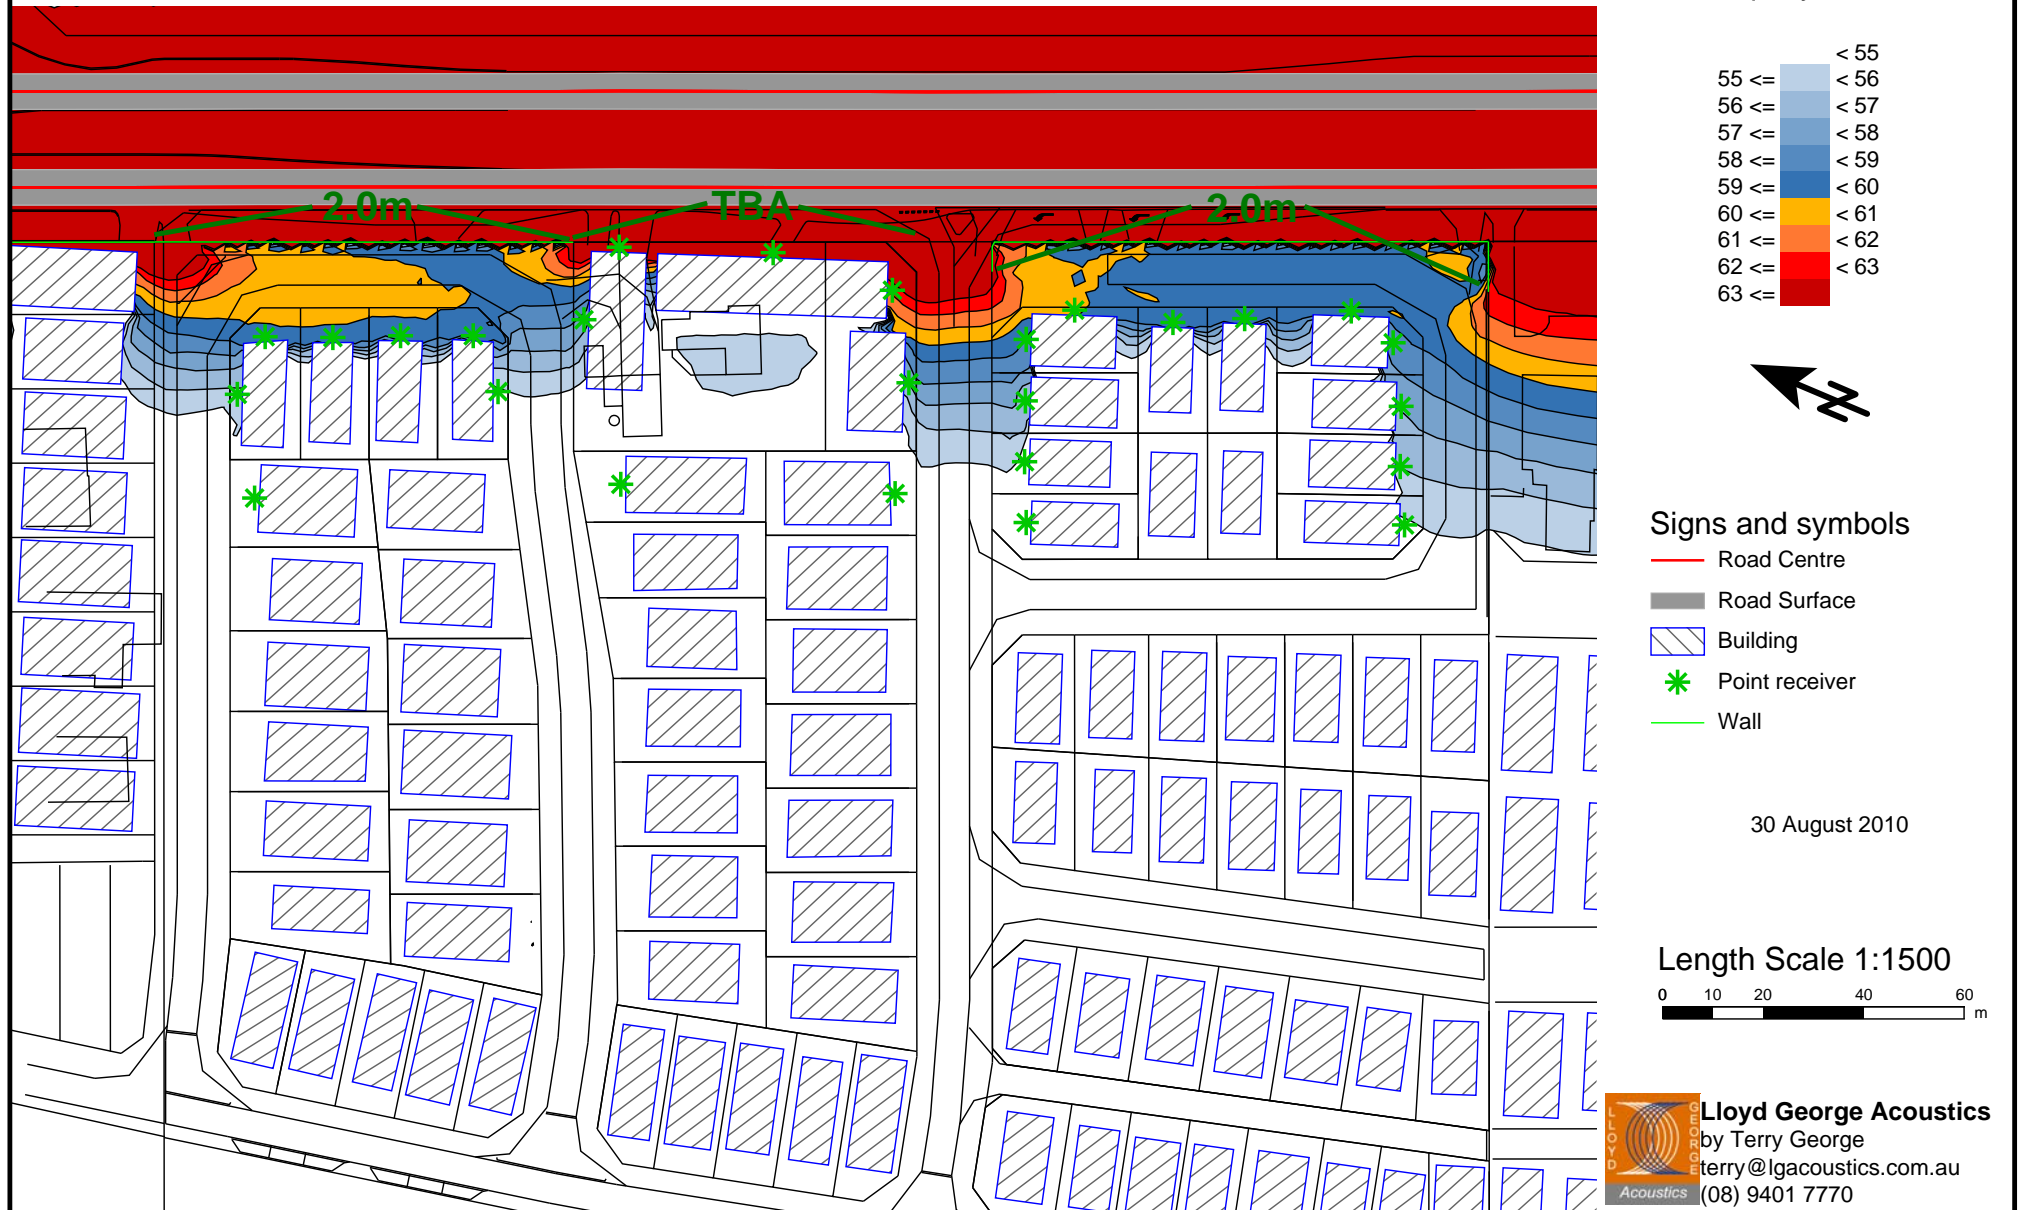 2.0m
TBA
2.0m
< 55
55 <= < 56
56 <= < 57
57 <= < 58
58 <= < 59
59 <= < 60
60 <= < 61
61 <= < 62
62 <= < 63
63 <=
Signs and symbols
Road Centre
Road Surface
Building
Point receiver
Wall
30 August 2010
Length Scale 1:1500
0 10 20 40 60
m
LLOYD
GEORGE
Acoustics
Lloyd George Acoustics
by Terry George
terry@lgacoustics.com.au
(08) 9401 7770